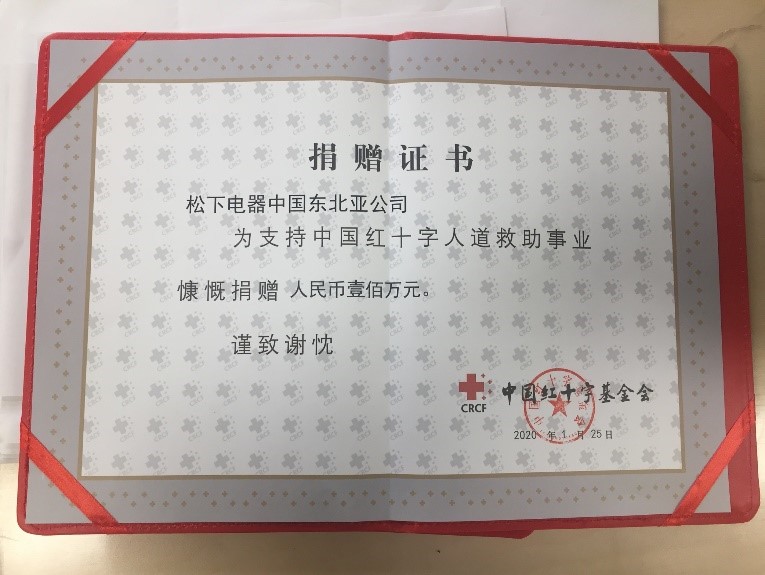 捐赠证书
松下电器中国东北亚公司
为支持中国红十字人道救助事业
慷慨捐赠 人民币壹佰万元。
谨致谢忱
CRCF 中国红十字基金会
2020 年 1 月 25 日